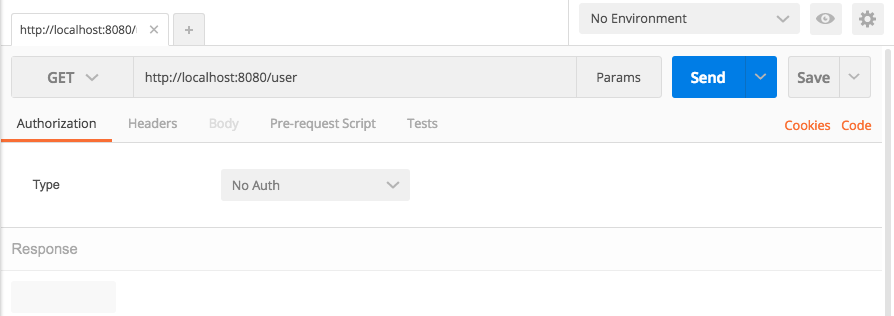 http://localhost:8080/
No Environment
GET http://localhost:8080/user Params Send Save
Authorization Headers Body Pre-request Script Tests Cookies Code
Type No Auth
Response